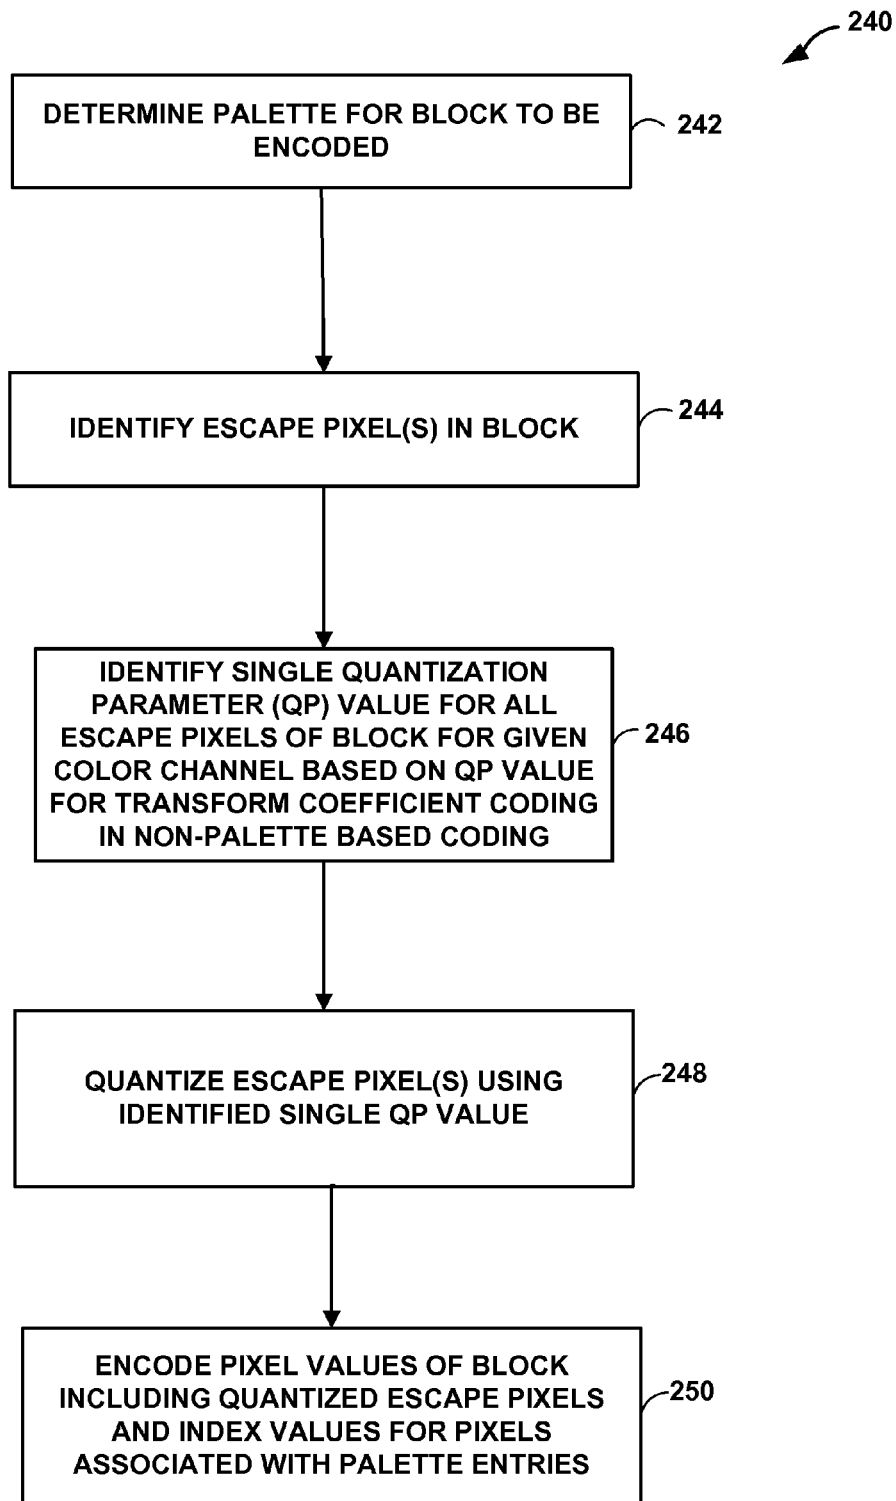 240
DETERMINE PALETTE FOR BLOCK TO BE
ENCODED
242
IDENTIFY ESCAPE PIXEL(S) IN BLOCK
244
IDENTIFY SINGLE QUANTIZATION
PARAMETER (QP) VALUE FOR ALL
ESCAPE PIXELS OF BLOCK FOR GIVEN
COLOR CHANNEL BASED ON QP VALUE
FOR TRANSFORM COEFFICIENT CODING
IN NON-PALETTE BASED CODING
246
QUANTIZE ESCAPE PIXEL(S) USING
IDENTIFIED SINGLE QP VALUE
248
ENCODE PIXEL VALUES OF BLOCK
INCLUDING QUANTIZED ESCAPE PIXELS
AND INDEX VALUES FOR PIXELS
ASSOCIATED WITH PALETTE ENTRIES
250